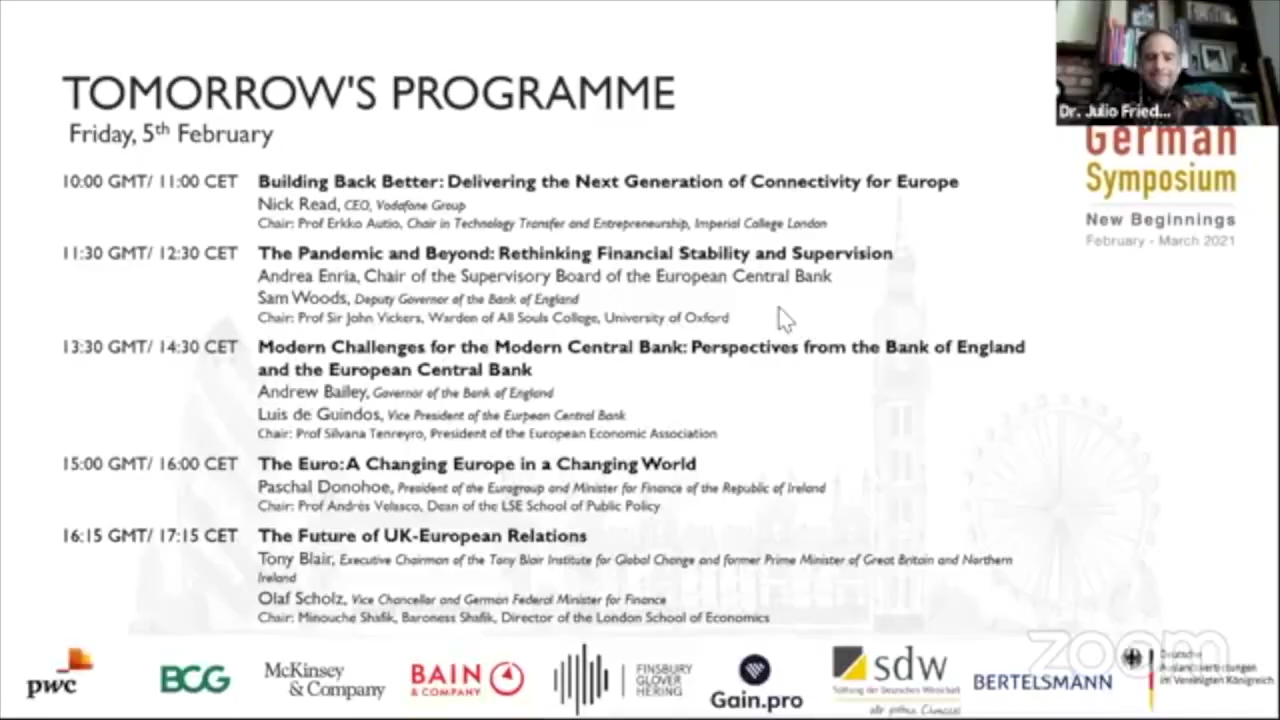 TOMORROW'S PROGRAMME
Friday, 5th February
Dr. Julio Fried...
German
Symposium
New Beginnings
February - March 2021
10:00 GMT/ 11:00 CET Building Back Better: Delivering the Next Generation of Connectivity for Europe
Nick Read, CEO, Vodafone Group
Chair: Prof Erkko Autio, Chair in Technology Transfer and Entrepreneurship, Imperial College London
11:30 GMT/ 12:30 CET The Pandemic and Beyond: Rethinking Financial Stability and Supervision
Andrea Enria, Chair of the Supervisory Board of the European Central Bank
Sam Woods, Deputy Governor of the Bank of England
Chair: Prof Sir John Vickers, Warden of All Souls College, University of Oxford
13:30 GMT/ 14:30 CET Modern Challenges for the Modern Central Bank: Perspectives from the Bank of England
and the European Central Bank
Andrew Bailey, Governor of the Bank of England
Luis de Guindos, Vice President of the Eurpean Central Bank
Chair: Prof Silvana Tenreyro, President of the European Economic Association
15:00 GMT/ 16:00 CET The Euro: A Changing Europe in a Changing World
Paschal Donohoe, President of the Eurogroup and Minister for Finance of the Republic of Ireland
Chair: Prof Andrés Velasco, Dean of the LSE School of Public Policy
16:15 GMT/ 17:15 CET The Future of UK-European Relations
Tony Blair, Executive Chairman of the Tony Blair Institute for Global Change and former Prime Minister of Great Britain and Northern
Ireland
Olaf Scholz, Vice Chancellor and German Federal Minister for Finance
Chair: Minouche Shafik, Baroness Shafik, Director of the London School of Economics
zoom
pwc
BCG
McKinsey
& Company
BAIN
& COMPANY
FINSBURY
GLOVER
HERING
Gain.pro
sdw
Stiftung der Deutschen Wirtschaft
BERTELSMANN
Deutsche
Auslandsvertretungen
im Vereinigten Königreich